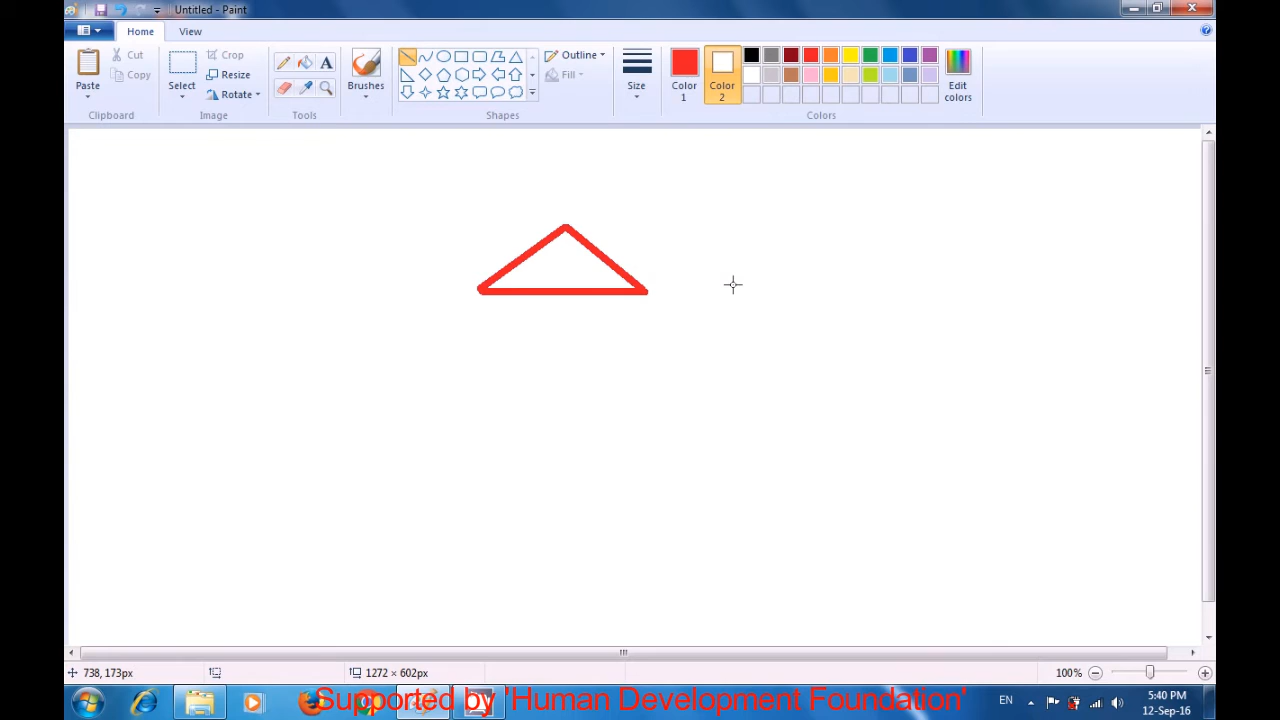 Untitled - Paint
Home
View
Paste
Cut
Copy
Clipboard
Select
Crop
Resize
Rotate
Image
A
Tools
Brushes
Outline
Fill
Shapes
Size
Color 1
Color 2
Edit colors
Colors
738, 173px
1272 × 602px
100%
EN
5:40 PM
12-Sep-16
Supported by 'Human Development Foundation'